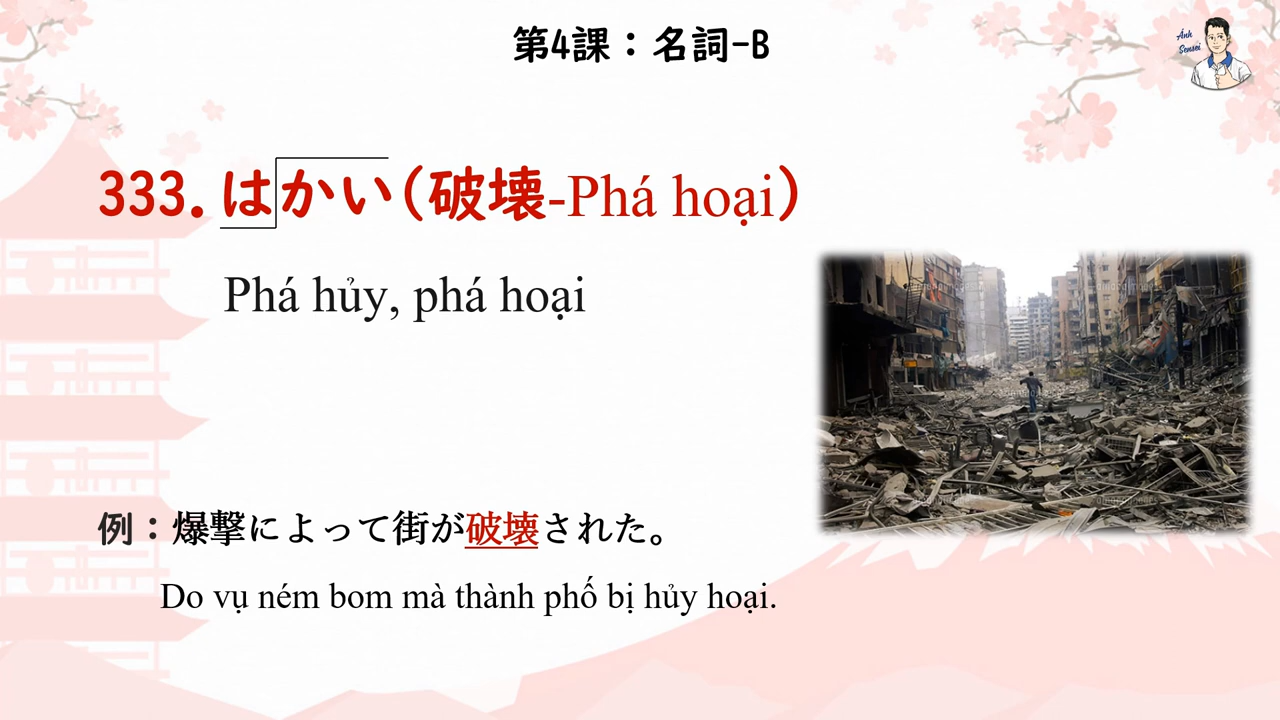 第4課：名詞-B
Anh
Sensei
333. はかい(破壊-Phá hoại)
Phá hủy, phá hoại
例：爆撃によって街が破壊された。
Do vụ ném bom mà thành phố bị hủy hoại.